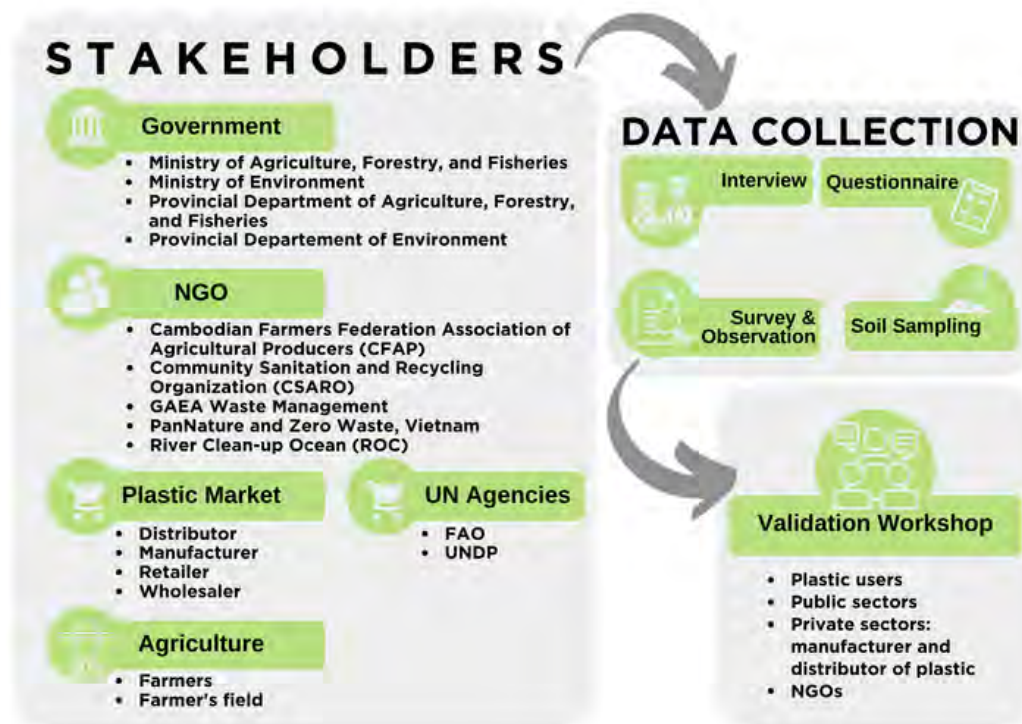 STAKEHOLDERS
Government
• Ministry of Agriculture, Forestry, and Fisheries
• Ministry of Environment
• Provincial Department of Agriculture, Forestry,
and Fisheries
• Provincial Departement of Environment
NGO
• Cambodian Farmers Federation Association of
Agricultural Producers (CFAP)
• Community Sanitation and Recycling
Organization (CSARO)
• GAEA Waste Management
• PanNature and Zero Waste, Vietnam
• River Clean-up Ocean (ROC)
Plastic Market
• Distributor
• Manufacturer
• Retailer
• Wholesaler
UN Agencies
• FAO
• UNDP
Agriculture
• Farmers
• Farmer's field
DATA COLLECTION
Interview
Questionnaire
Survey &
Observation
Soil Sampling
Validation Workshop
• Plastic users
• Public sectors
• Private sectors:
manufacturer and
distributor of plastic
• NGOs